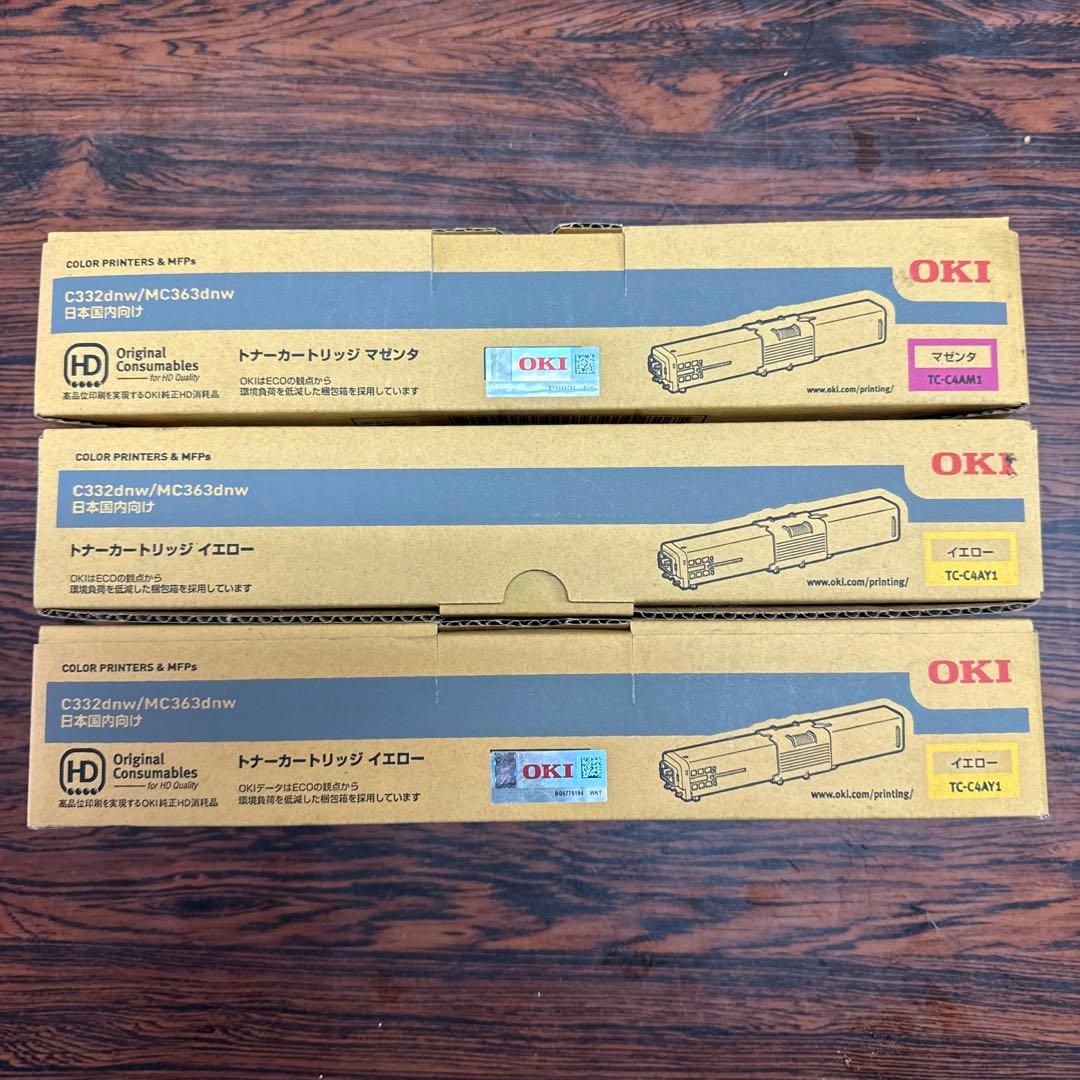 COLOR PRINTERS & MFPs
OKI
C332dnw/MC363dnw
日本国内向け
HD
Original
Consumables
for HD Quality
高品位印刷を実現するOKI純正HD消耗品
トナーカートリッジ マゼンタ
OKIはECOの観点から
環境負荷を低減した梱包箱を採用しています
OKI
www.oki.com/printing/
マゼンタ
TC-C4AM1
COLOR PRINTERS & MFPs
OKI
C332dnw/MC363dnw
日本国内向け
トナーカートリッジ イエロー
OKIはECOの観点から
環境負荷を低減した梱包箱を採用しています
www.oki.com/printing/
イエロー
TC-C4AY1
COLOR PRINTERS & MFPs
OKI
C332dnw/MC363dnw
日本国内向け
HD
Original
Consumables
for HD Quality
高品位印刷を実現するOKI純正HD消耗品
トナーカートリッジ イエロー
OKIデータはECOの観点から
環境負荷を低減した梱包箱を採用しています
OKI
WKT
www.oki.com/printing/
イエロー
TC-C4AY1